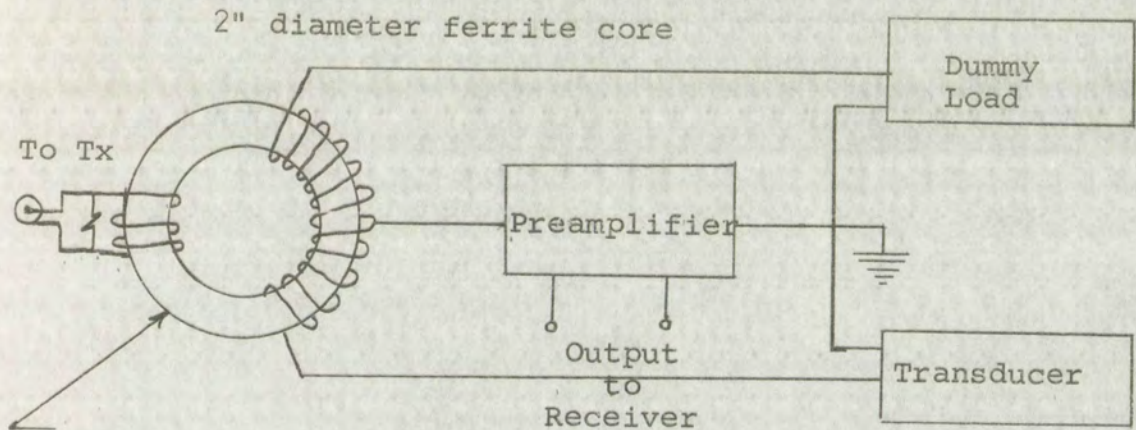 2" diameter ferrite core
Dummy
Load
To Tx
Preamplifier
Output
to
Receiver
Transducer